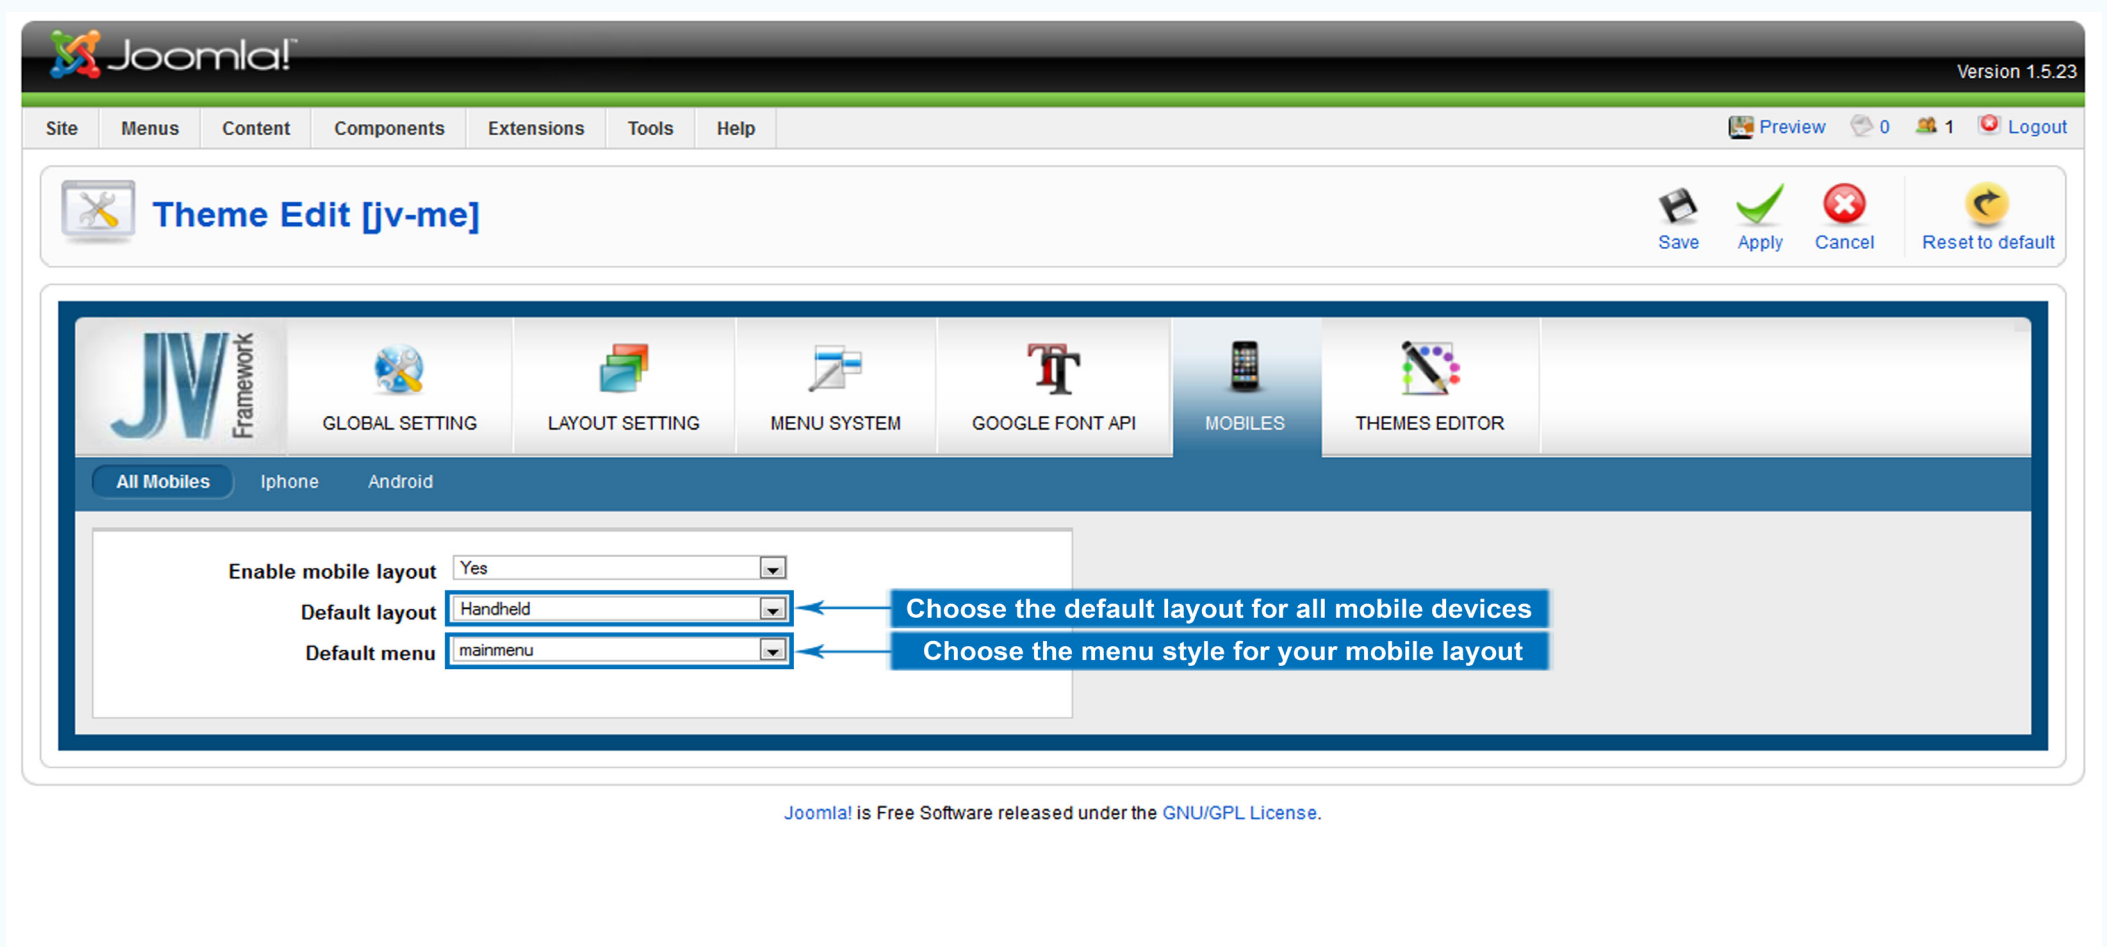 Joomla!™
Version 1.5.23
Site Menus Content Components Extensions Tools Help Preview 0 1 Logout
Theme Edit [jv-me]
Save Apply Cancel Reset to default
JV Framework
GLOBAL SETTING LAYOUT SETTING MENU SYSTEM GOOGLE FONT API MOBILES THEMES EDITOR
All Mobiles Iphone Android
Enable mobile layout Yes
Default layout Handheld Choose the default layout for all mobile devices
Default menu mainmenu Choose the menu style for your mobile layout
Joomla! is Free Software released under the GNU/GPL License.